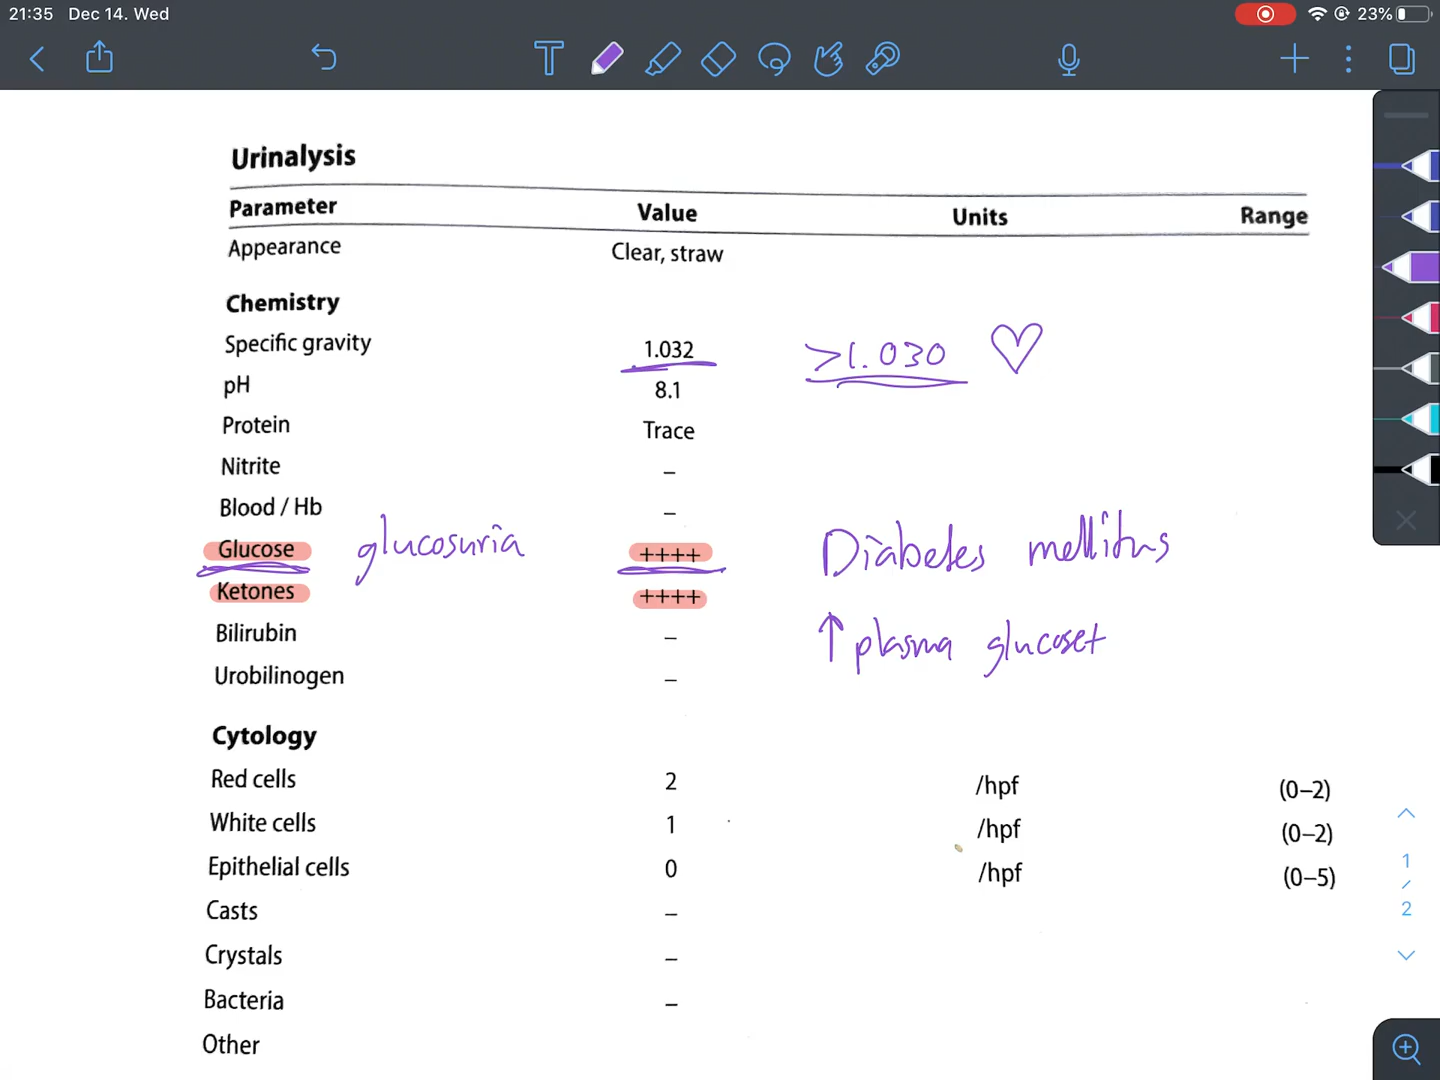 21:35 Dec 14. Wed 23%
T
Urinalysis
Parameter Value Units Range
Appearance Clear, straw
Chemistry
Specific gravity 1.032 >1.030
pH 8.1
Protein Trace
Nitrite –
Blood / Hb –
Glucose glucosuria ++++ Diabetes mellitus
Ketones ++++
Bilirubin – ↑ plasma glucoset
Urobilinogen –
Cytology
Red cells 2 /hpf (0–2)
White cells 1 /hpf (0–2)
Epithelial cells 0 /hpf (0–5)
Casts –
Crystals –
Bacteria –
Other
1
/
2